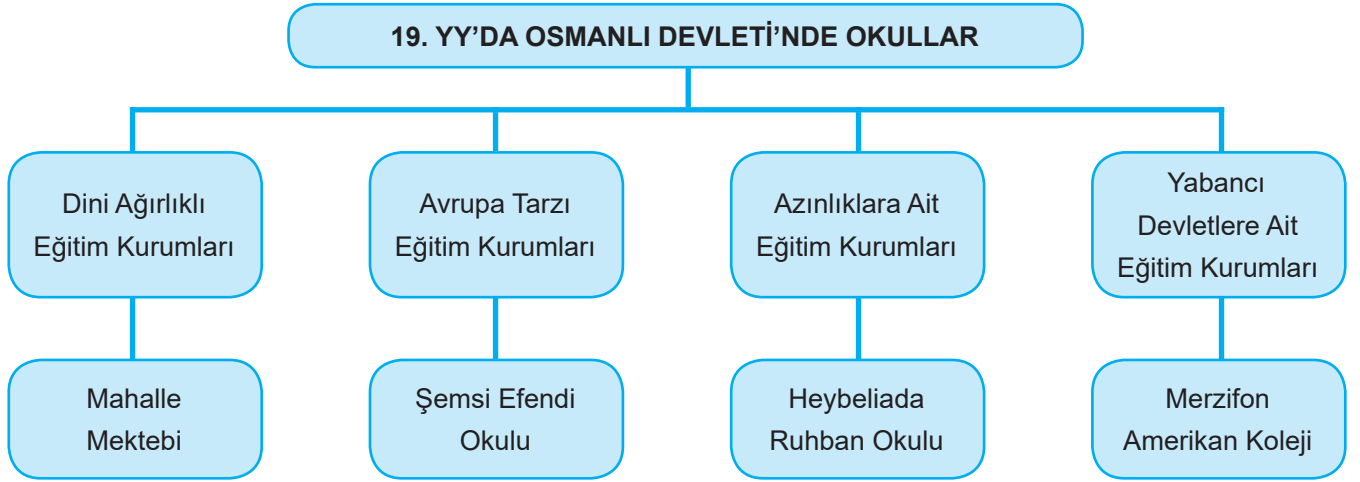 19. YY’DA OSMANLI DEVLETİ’NDE OKULLAR
Dini Ağırlıklı
Eğitim Kurumları
Avrupa Tarzı
Eğitim Kurumları
Azınlıklara Ait
Eğitim Kurumları
Yabancı
Devletlere Ait
Eğitim Kurumları
Mahalle
Mektebi
Şemsi Efendi
Okulu
Heybeliada
Ruhban Okulu
Merzifon
Amerikan Koleji